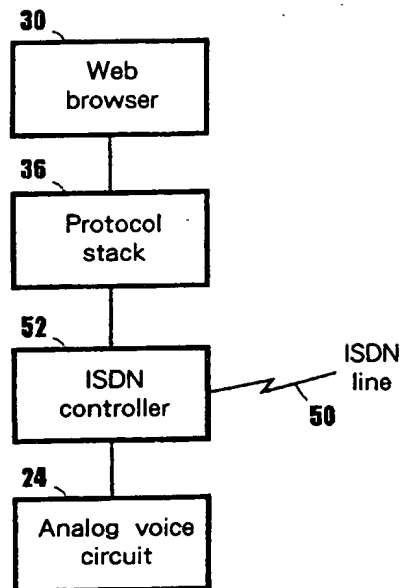 30
Web
browser
36
Protocol
stack
52
ISDN
controller
ISDN
line
50
24
Analog voice
circuit